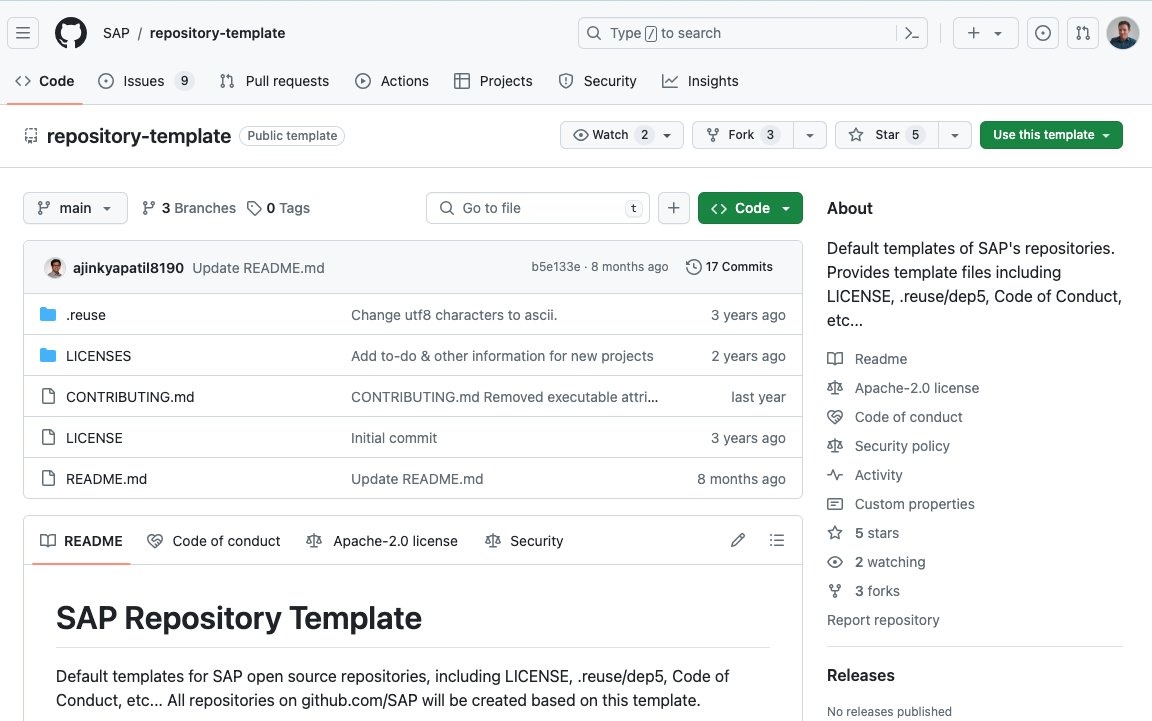 SAP / repository-template
Type / to search
Code Issues 9 Pull requests Actions Projects Security Insights
repository-template Public template
Watch 2 Fork 3 Star 5 Use this template
main 3 Branches 0 Tags Go to file t Code
ajinkyapatil8190 Update README.md b5e133e · 8 months ago 17 Commits
.reuse Change utf8 characters to ascii. 3 years ago
LICENSES Add to-do & other information for new projects 2 years ago
CONTRIBUTING.md CONTRIBUTING.md Removed executable attri... last year
LICENSE Initial commit 3 years ago
README.md Update README.md 8 months ago
README Code of conduct Apache-2.0 license Security
SAP Repository Template
Default templates for SAP open source repositories, including LICENSE, .reuse/dep5, Code of
Conduct, etc... All repositories on github.com/SAP will be created based on this template.
About
Default templates of SAP's repositories.
Provides template files including
LICENSE, .reuse/dep5, Code of Conduct,
etc...
Readme
Apache-2.0 license
Code of conduct
Security policy
Activity
Custom properties
5 stars
2 watching
3 forks
Report repository
Releases
No releases published